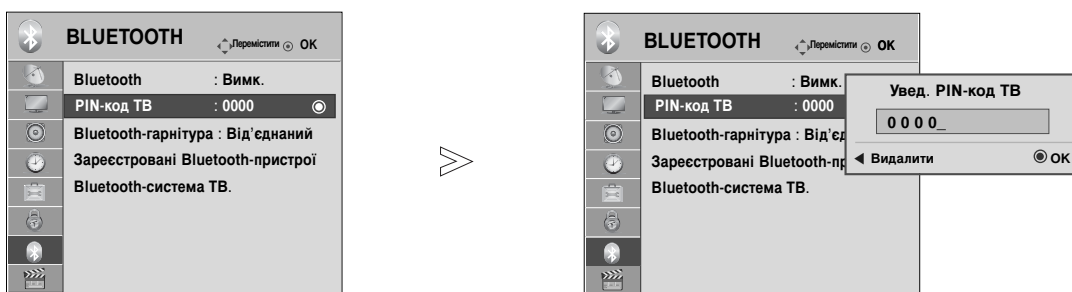 BLUETOOTH
Перемістити OK
Bluetooth : Вимк.
PIN-код ТВ : 0000
Bluetooth-гарнітура : Від’єднаний
Зареєстровані Bluetooth-пристрої
Bluetooth-система ТВ.
BLUETOOTH
Перемістити OK
Bluetooth : Вимк.
PIN-код ТВ : 0000
Bluetooth-гарнітура : Від’єд
Зареєстровані Bluetooth-пр
Bluetooth-система ТВ.
Увед. PIN-код ТВ
0 0 0 0_
Видалити OK